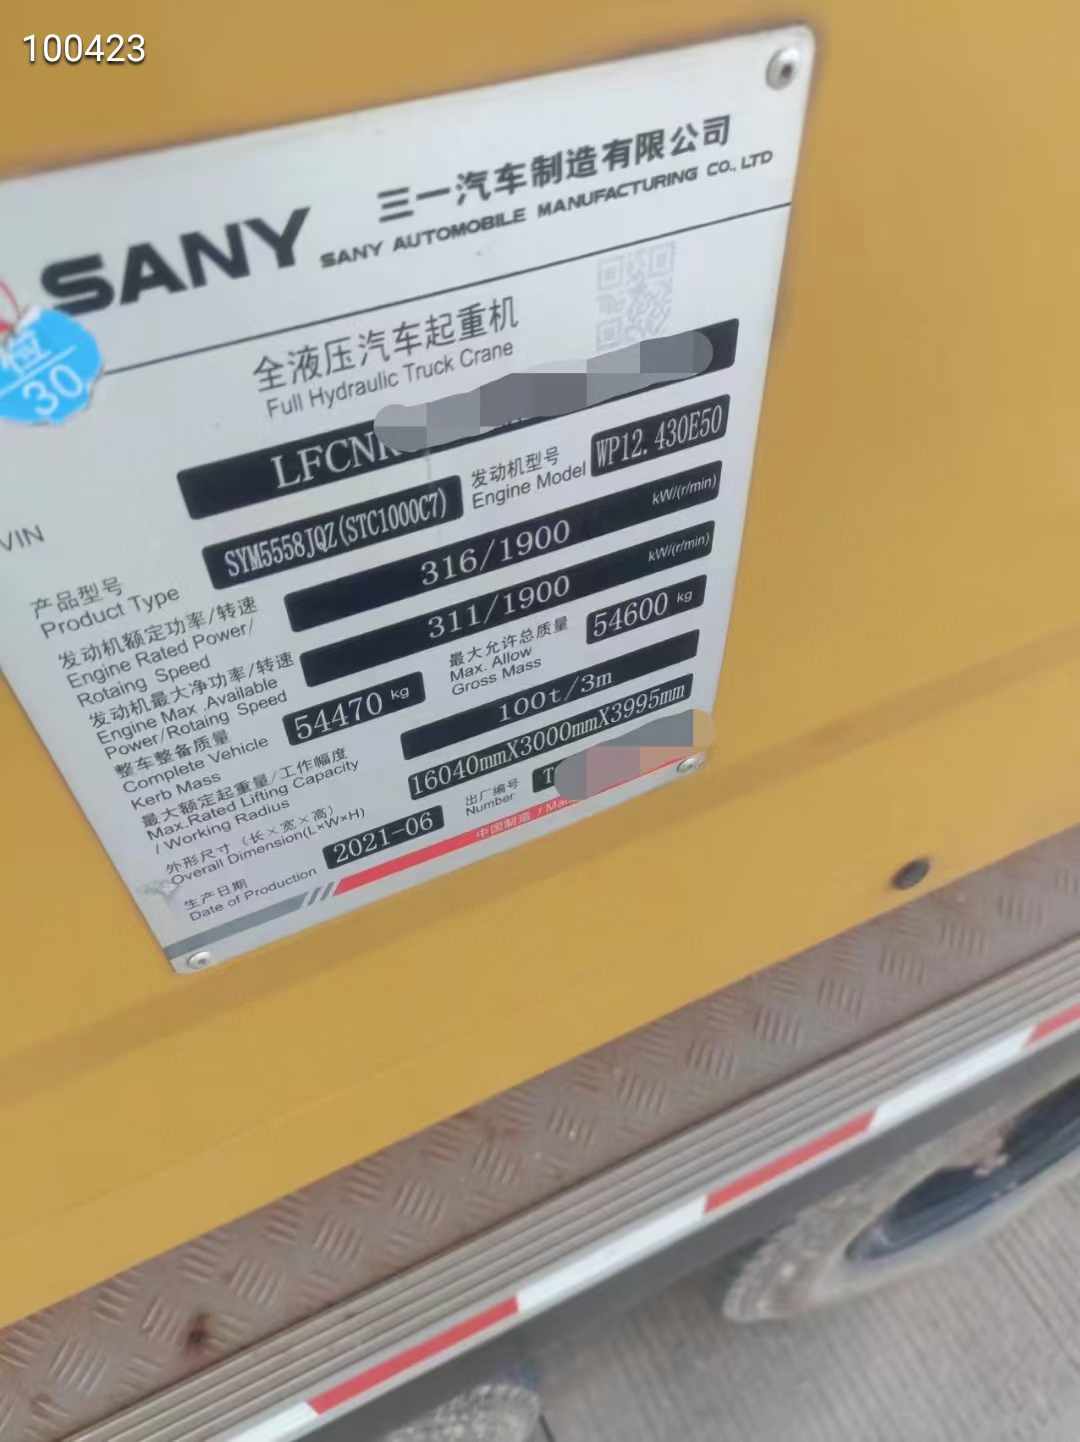 100423
SANY
三一汽车制造有限公司
SANY AUTOMOBILE MANUFACTURING CO., LTD
30
全液压汽车起重机
Full Hydraulic Truck Crane
VIN
LFCN
产品型号
Product Type
SYM5558JQZ(STC1000C7)
发动机型号
Engine Model
WP12.430E50
发动机额定功率/转速
Engine Rated Power/
Rotaing Speed
316/1900 kW/(r/min)
发动机最大净功率/转速
Engine Max .Available
Power/Rotaing Speed
311/1900 kW/(r/min)
整车整备质量
Complete Vehicle
Kerb Mass
54470 kg
最大允许总质量
Max. Allow
Gross Mass
54600 kg
最大额定起重量/工作幅度
Max.Rated Lifting Capacity
/ Working Radius
100t/3m
外形尺寸（长×宽×高）
Overall Dimension(L×W×H)
16040mmX3000mmX3995mm
生产日期
Date of Production
2021-06
出厂编号
Number
T
中国制造 / Ma